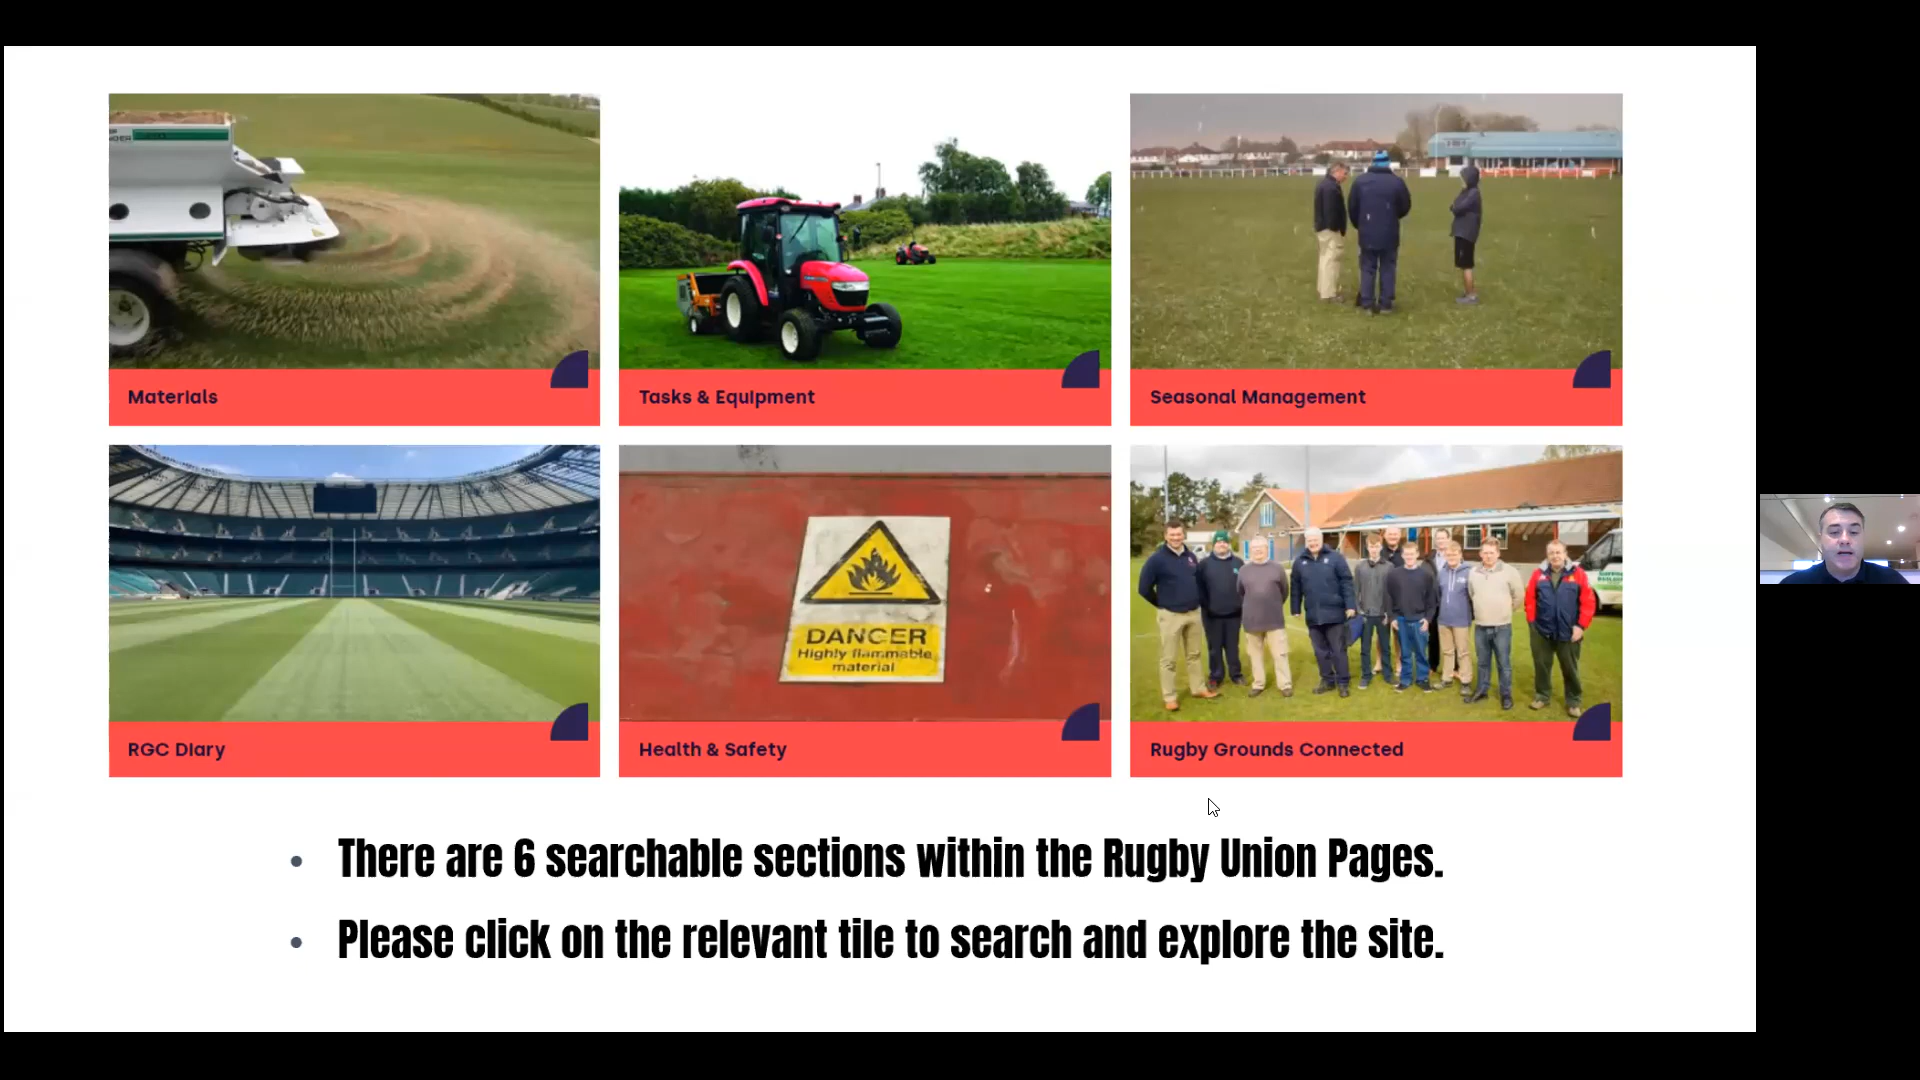 Materials
Tasks & Equipment
Seasonal Management
DANGER
Highly flammable
material
RGC Diary
Health & Safety
Rugby Grounds Connected
• There are 6 searchable sections within the Rugby Union Pages.
• Please click on the relevant tile to search and explore the site.